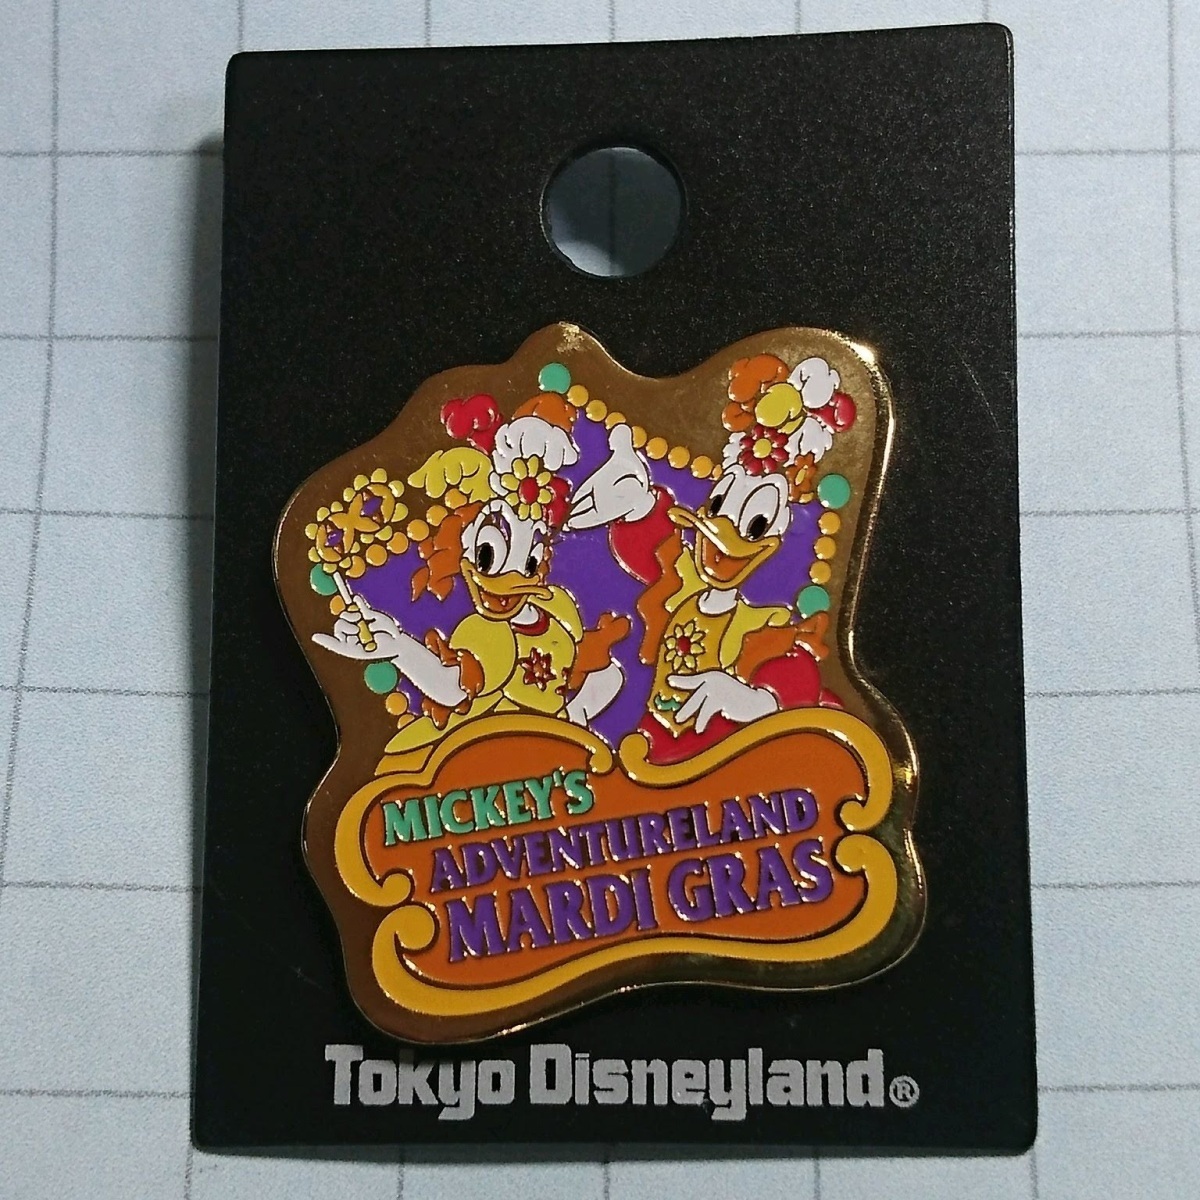 MICKEY'S
ADVENTURELAND
MARDI GRAS
Tokyo Disneyland®